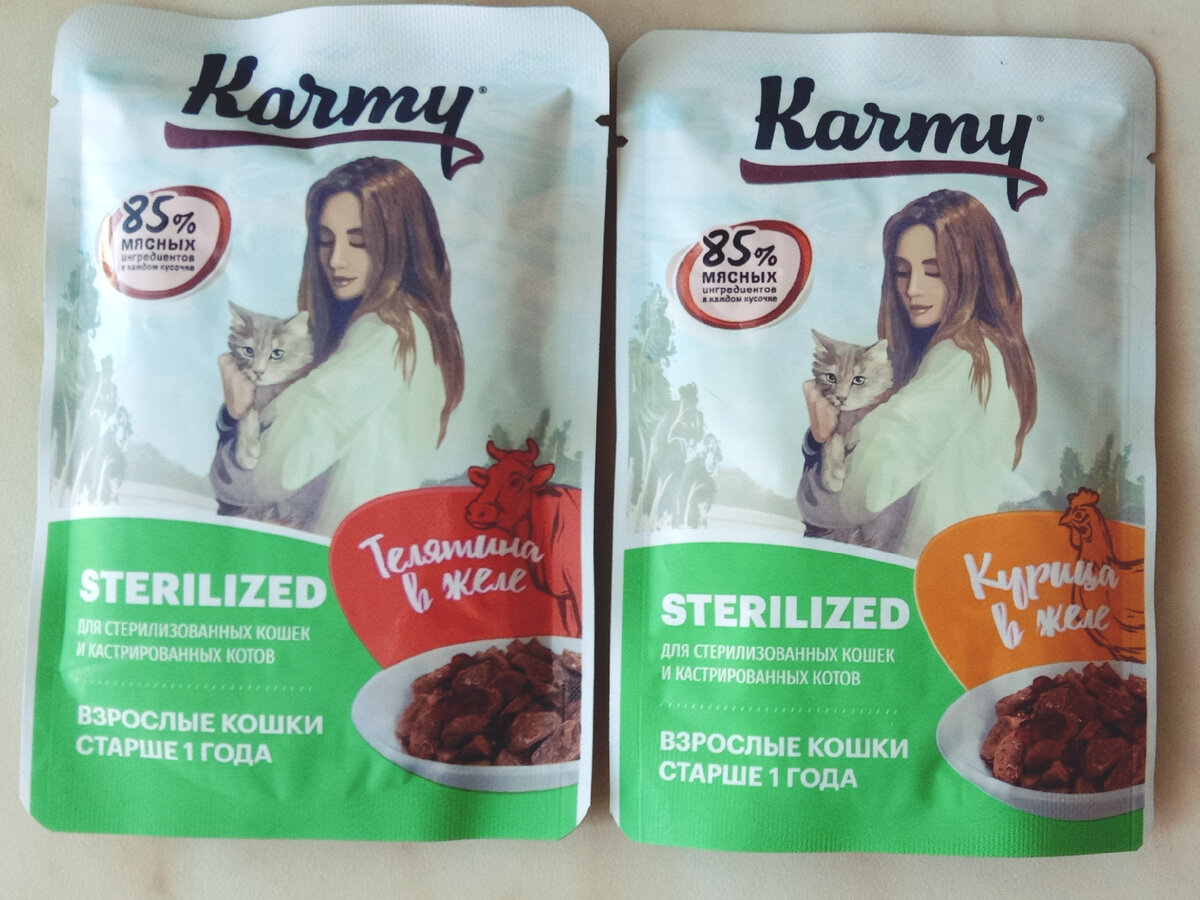 Karmy®
85%
МЯСНЫХ
ингредиентов
в каждом кусочке
Телятина
в желе
STERILIZED
ДЛЯ СТЕРИЛИЗОВАННЫХ КОШЕК
И КАСТРИРОВАННЫХ КОТОВ
ВЗРОСЛЫЕ КОШКИ
СТАРШЕ 1 ГОДА
Karmy®
85%
МЯСНЫХ
ингредиентов
в каждом кусочке
Курица
в желе
STERILIZED
ДЛЯ СТЕРИЛИЗОВАННЫХ КОШЕК
И КАСТРИРОВАННЫХ КОТОВ
ВЗРОСЛЫЕ КОШКИ
СТАРШЕ 1 ГОДА